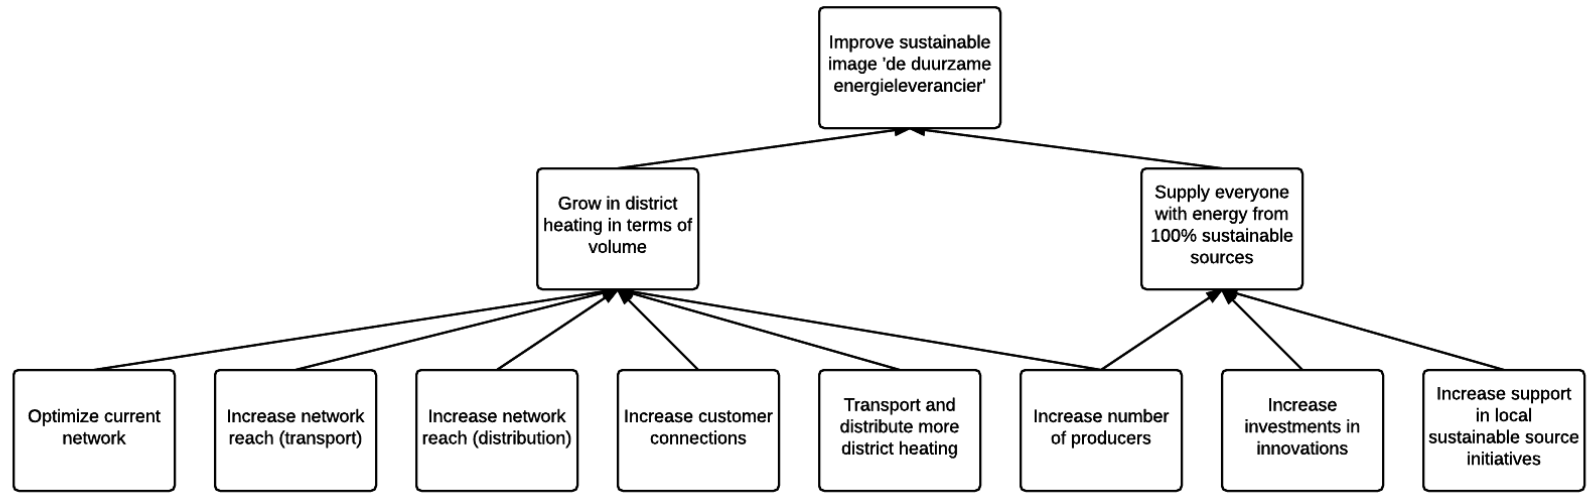 Improve sustainable
image 'de duurzame
energieleverancier'
Grow in district
heating in terms of
volume
Supply everyone
with energy from
100% sustainable
sources
Optimize current
network
Increase network
reach (transport)
Increase network
reach (distribution)
Increase customer
connections
Transport and
distribute more
district heating
Increase number
of producers
Increase
investments in
innovations
Increase support
in local
sustainable source
initiatives